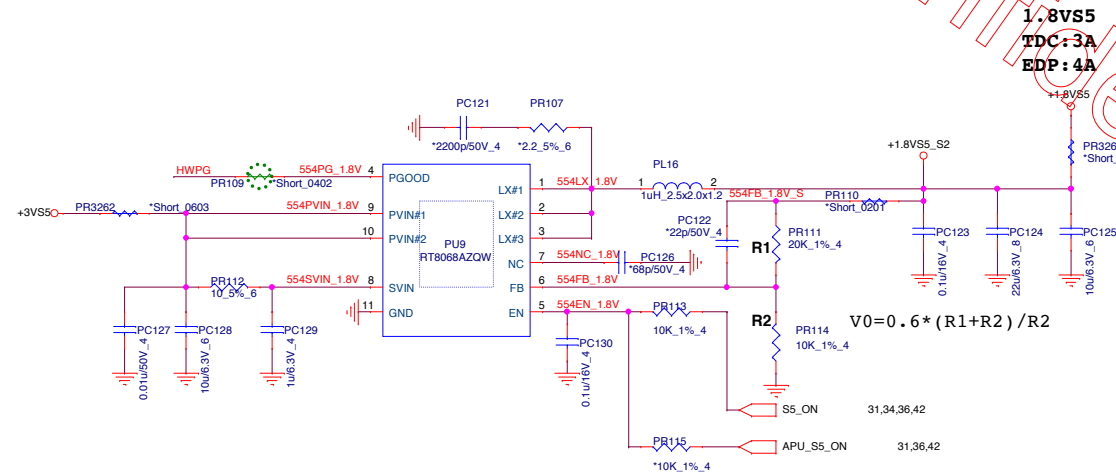 1.8VS5
TDC:3A
EDP:4A
+1.8VS5
PC121
PR107
*2200p/50V_4
*2.2_5%_6
+1.8VS5_S2
PR326
*Short_
HWPG
PR109
*Short_0402
554PG_1.8V
4
PGOOD
LX#1
1
554LX_1.8V
1
PL16
2
1uH_2.5x2.0x1.2
554FB_1.8V_S
PR110
*Short_0201
+3VS5
PR3262
*Short_0603
554PVIN_1.8V
9
PVIN#1
LX#2
2
10
PVIN#2
LX#3
3
PU9
RT8068AZQW
PC122
*22p/50V_4
R1
PR111
20K_1%_4
PC123
0.1u/16V_4
PC124
22u/6.3V_8
PC125
10u/6.3V_6
NC
7
554NC_1.8V
PC126
*68p/50V_4
PR112
10_5%_6
554SVIN_1.8V
8
SVIN
FB
6
554FB_1.8V
11
GND
EN
5
554EN_1.8V
PR113
10K_1%_4
R2
PR114
10K_1%_4
V0=0.6*(R1+R2)/R2
PC127
0.01u/50V_4
PC128
10u/6.3V_6
PC129
1u/6.3V_4
PC130
0.1u/16V_4
S5_ON
31,34,36,42
PR115
*10K_1%_4
APU_S5_ON
31,36,42